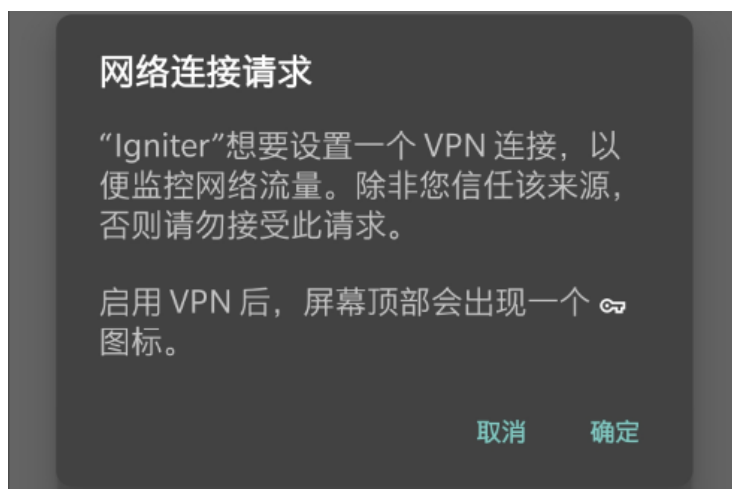 网络连接请求
“Igniter”想要设置一个 VPN 连接，以
便监控网络流量。除非您信任该来源，
否则请勿接受此请求。
启用 VPN 后，屏幕顶部会出现一个
图标。
取消 确定